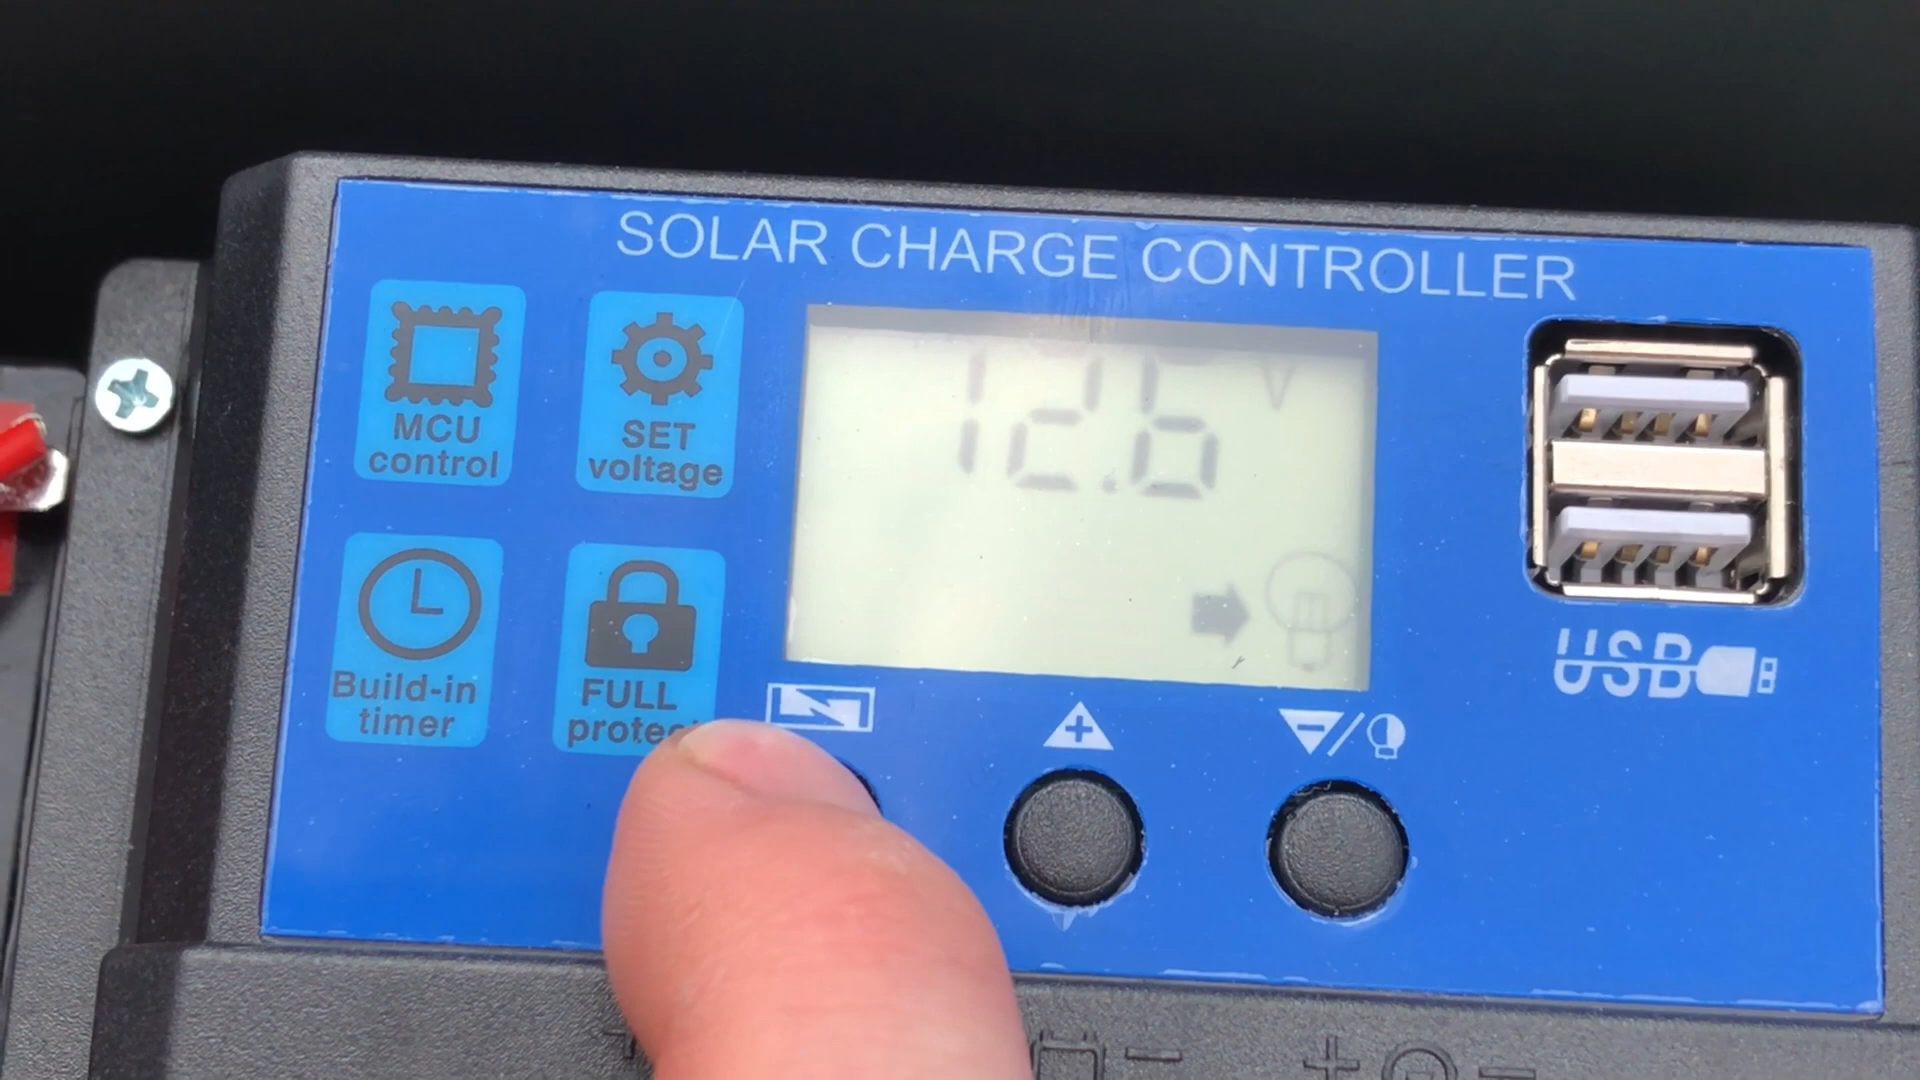 SOLAR CHARGE CONTROLLER
MCU
control
SET
voltage
12.6 V
Build-in
timer
FULL
USB